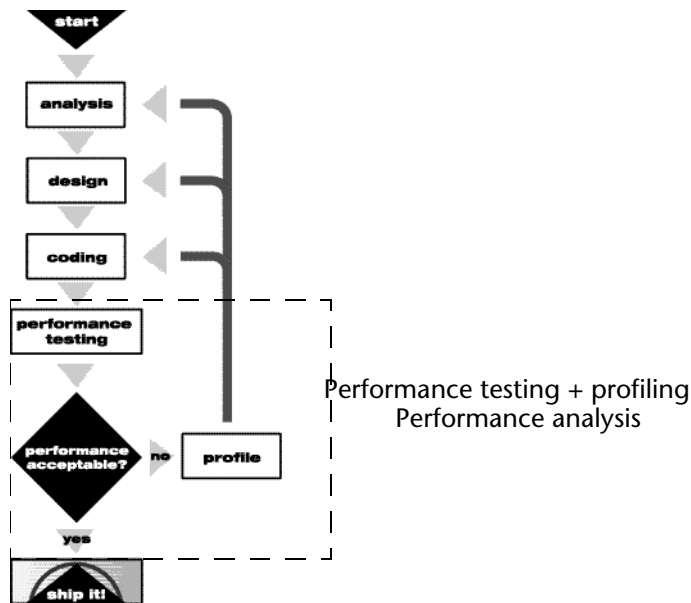 start
analysis
design
coding
performance
testing
Performance testing + profiling
Performance analysis
performance
acceptable?
no
profile
yes
ship it!